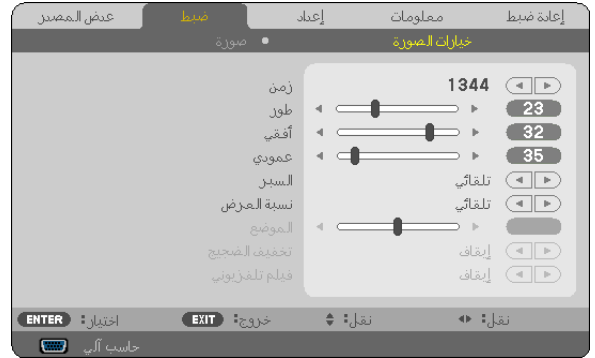 عرض المصدر ضبط إعداد معلومات إعادة ضبط
صورة • خيارات الصورة
زمن 1344
طور 23
أفقي 32
عمودي 35
السبر تلقائي
نسبة العرض تلقائي
الموضع
تخفيف الضجيج إيقاف
فيلم تلفزيوني إيقاف
ENTER اختيار: EXIT خروج: نقل: نقل:
حاسب آلي